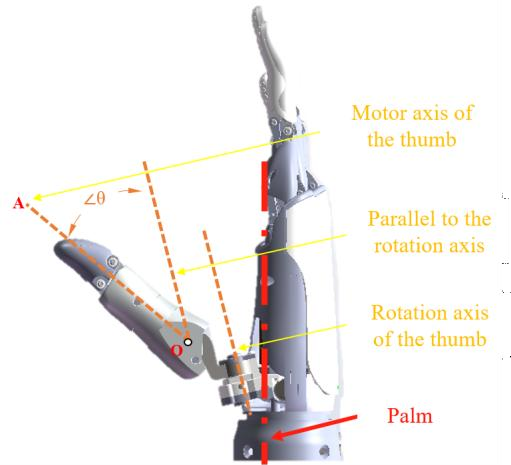 Motor axis of
the thumb
A
∠θ
Parallel to the
rotation axis
Rotation axis
of the thumb
O
Palm